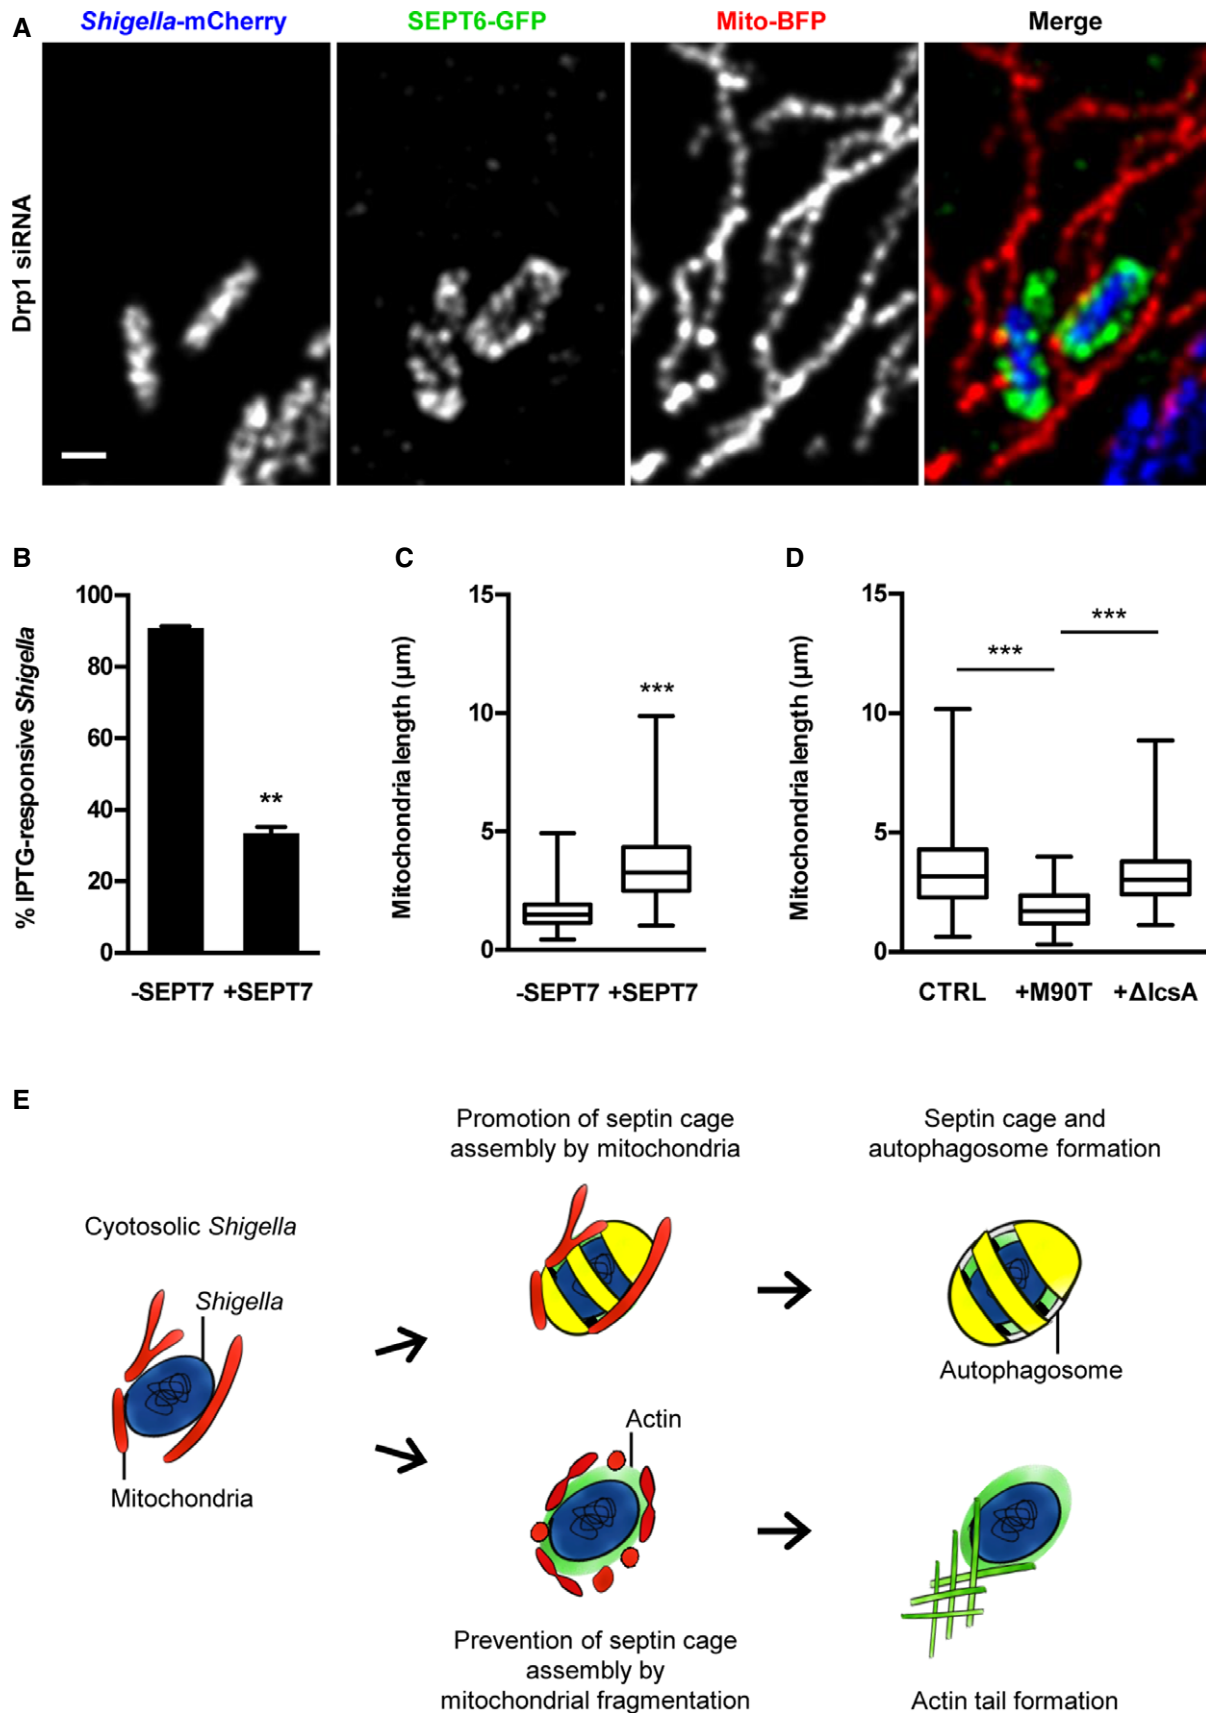 A
Shigella-mCherry
SEPT6-GFP
Mito-BFP
Merge
Drp1 siRNA
B
% IPTG-responsive Shigella
100
80
60
40
20
0
**
-SEPT7 +SEPT7
C
Mitochondria length (µm)
15
10
5
0
***
-SEPT7 +SEPT7
D
Mitochondria length (µm)
15
10
5
0
***
***
CTRL
+M90T
+ΔIcsA
E
Cyotosolic Shigella
Shigella
Mitochondria
Promotion of septin cage
assembly by mitochondria
Septin cage and
autophagosome formation
Autophagosome
Actin
Prevention of septin cage
assembly by
mitochondrial fragmentation
Actin tail formation